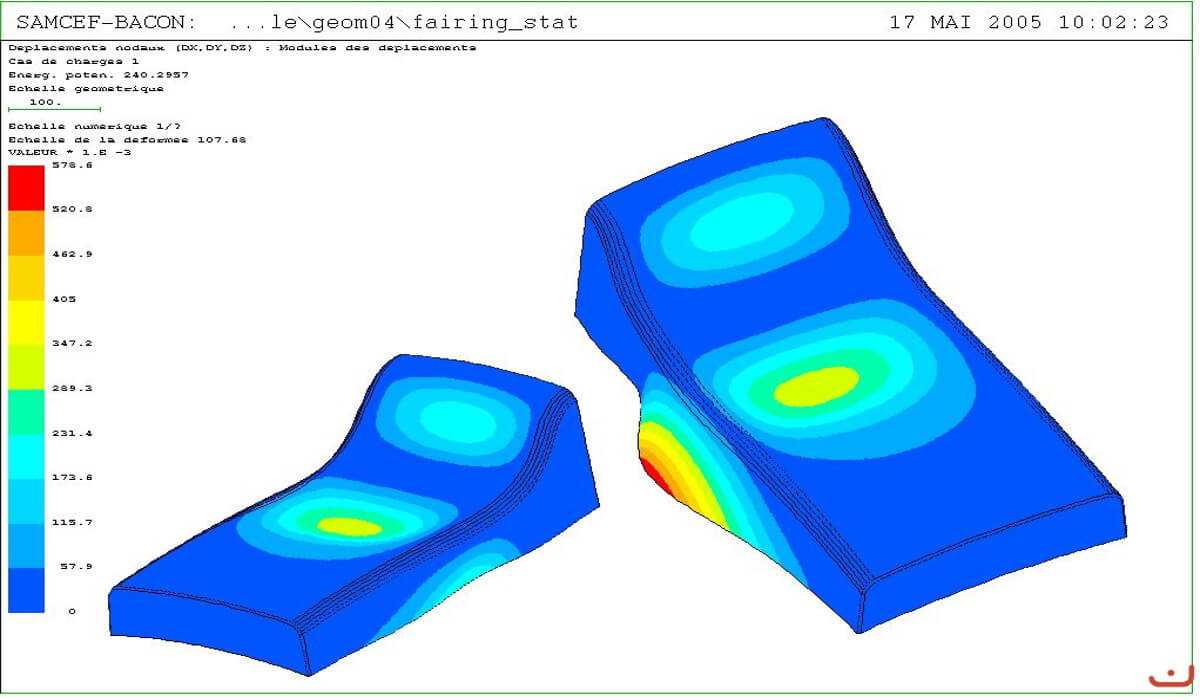 SAMCEF-BACON: ...le\geom04\fairing_stat 17 MAI 2005 10:02:23
Deplacements nodaux (DX,DY,DZ) : Modules des deplacements
Cas de charges 1
Energ. poten. 240.2957
Echelle geometrique
100.
Echelle numerique 1/?
Echelle de la deformee 107.68
VALEUR * 1.E -3
578.6
520.8
462.9
405
347.2
289.3
231.4
173.6
115.7
57.9
0